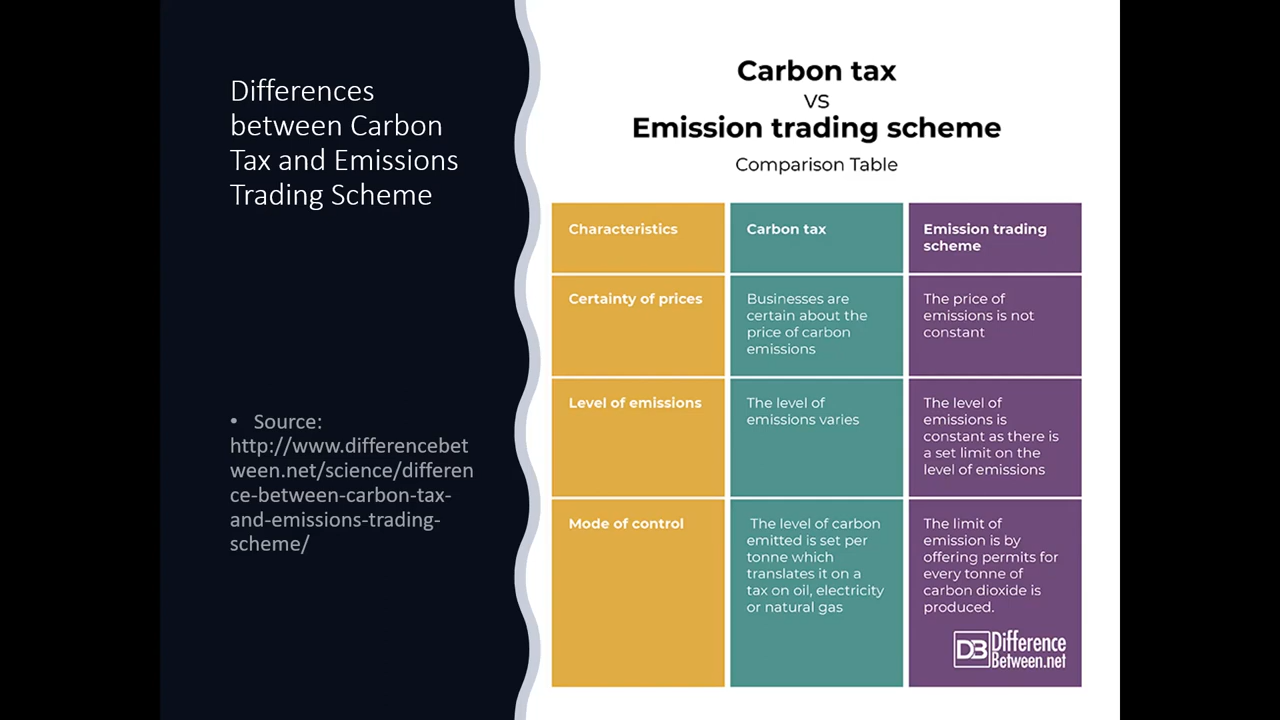 Differences
between Carbon
Tax and Emissions
Trading Scheme
• Source:
http://www.differencebet
ween.net/science/differen
ce-between-carbon-tax-
and-emissions-trading-
scheme/
Carbon tax
VS
Emission trading scheme
Comparison Table
Characteristics
Carbon tax
Emission trading
scheme
Certainty of prices
Businesses are
certain about the
price of carbon
emissions
The price of
emissions is not
constant
Level of emissions
The level of
emissions varies
The level of
emissions is
constant as there is
a set limit on the
level of emissions
Mode of control
The level of carbon
emitted is set per
tonne which
translates it on a
tax on oil, electricity
or natural gas
The limit of
emission is by
offering permits for
every tonne of
carbon dioxide is
produced.
DB
Difference
Between.net